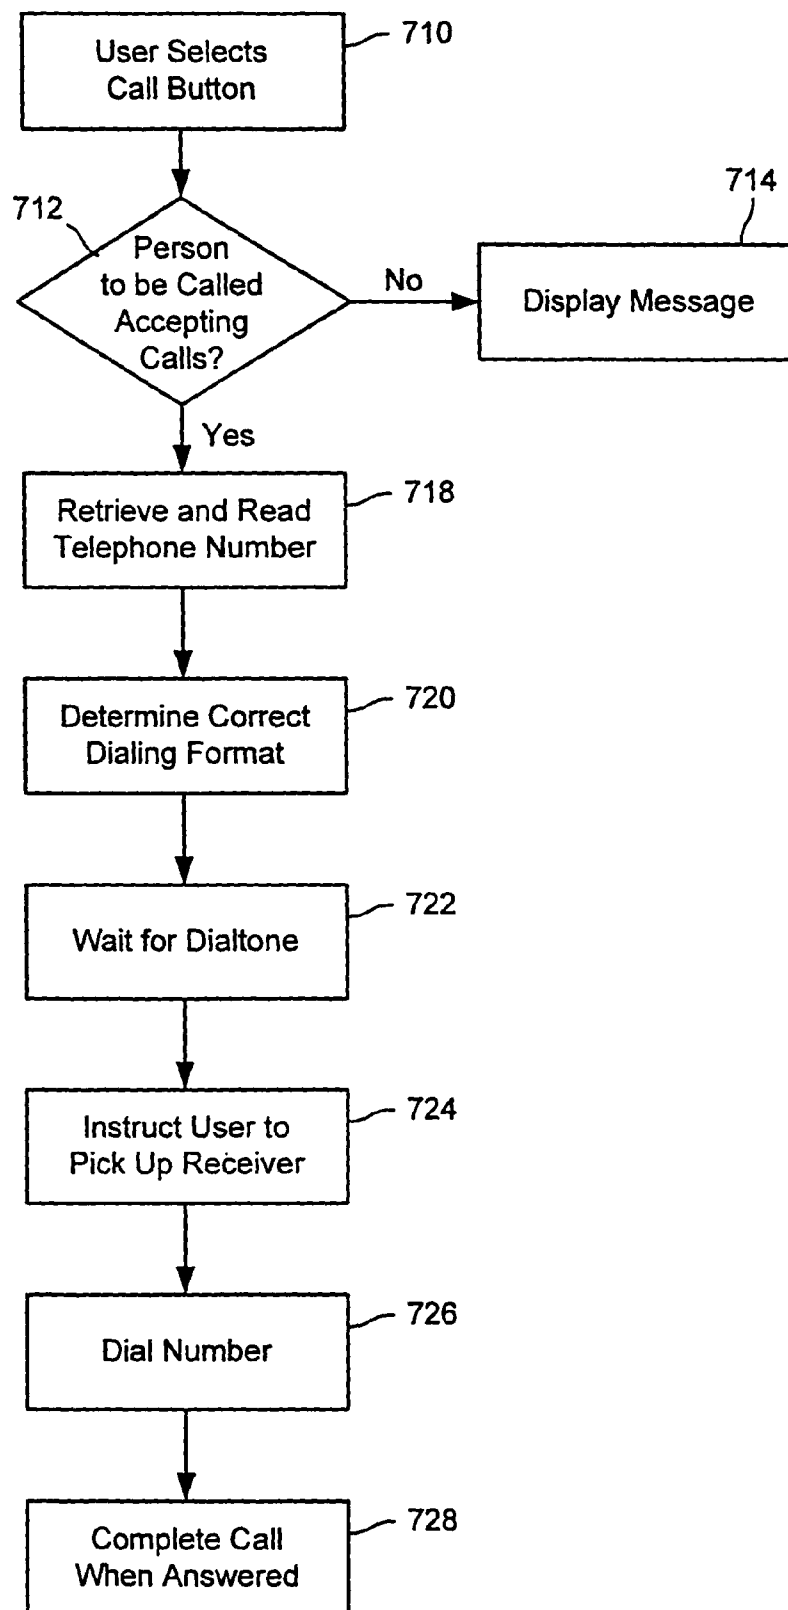 710
User Selects
Call Button
712
Person
to be Called
Accepting
Calls?
No
714
Display Message
Yes
718
Retrieve and Read
Telephone Number
720
Determine Correct
Dialing Format
722
Wait for Dialtone
724
Instruct User to
Pick Up Receiver
726
Dial Number
728
Complete Call
When Answered